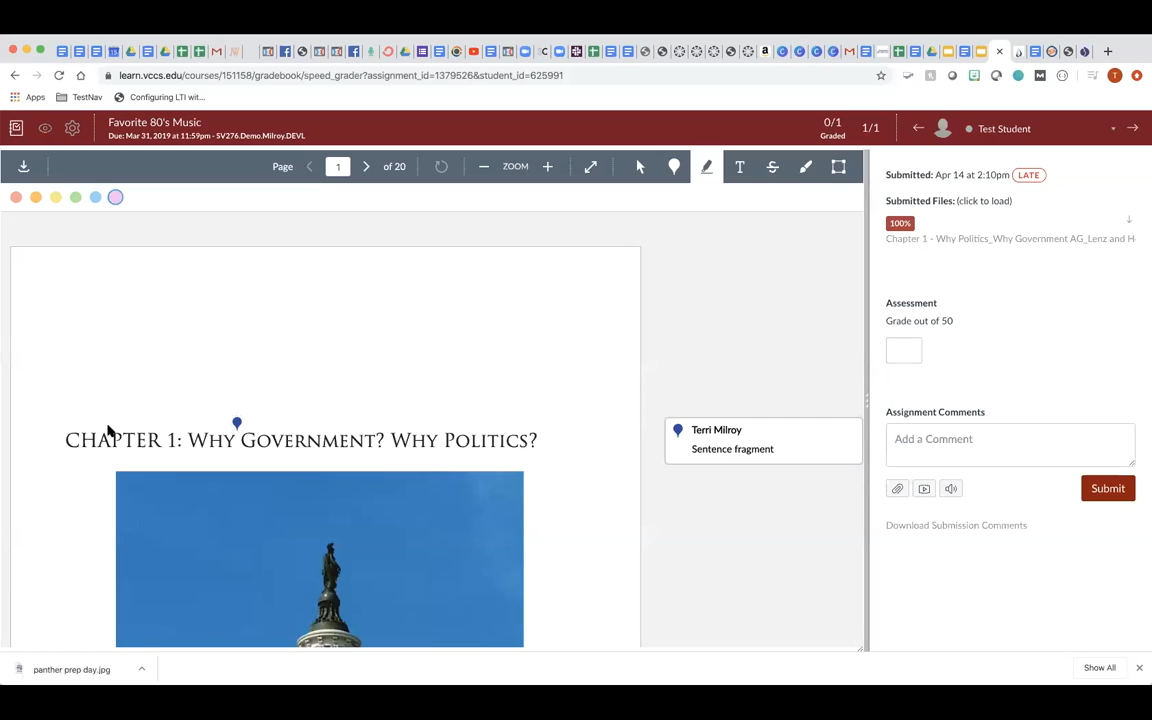 learn.vccs.edu/courses/151158/gradebook/speed_grader?assignment_id=1379526&student_id=625991
Apps
TestNav
Configuring LTI wit...
Favorite 80's Music
Due: Mar 31, 2019 at 11:59pm - SV276.Demo.Milroy.DEVL
0/1
Graded
1/1
Test Student
Page
1
of 20
ZOOM
T
S
Submitted: Apr 14 at 2:10pm
LATE
Submitted Files: (click to load)
100%
Chapter 1 - Why Politics_Why Government AG_Lenz and H
Assessment
Grade out of 50
CHAPTER 1: WHY GOVERNMENT? WHY POLITICS?
Terri Milroy
Sentence fragment
Assignment Comments
Add a Comment
Submit
Download Submission Comments
panther prep day.jpg
Show All